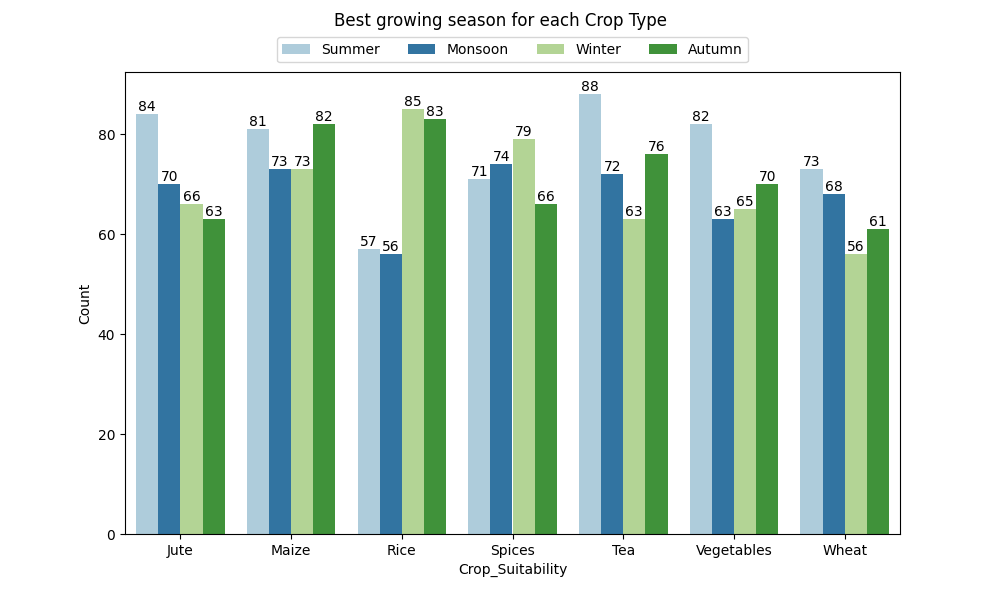 Best growing season for each Crop Type
Summer Monsoon Winter Autumn
84 70 66 63
81 73 73 82
57 56 85 83
71 74 79 66
88 72 63 76
82 63 65 70
73 68 56 61
80
60
40
20
0
Count
Jute Maize Rice Spices Tea Vegetables Wheat
Crop_Suitability